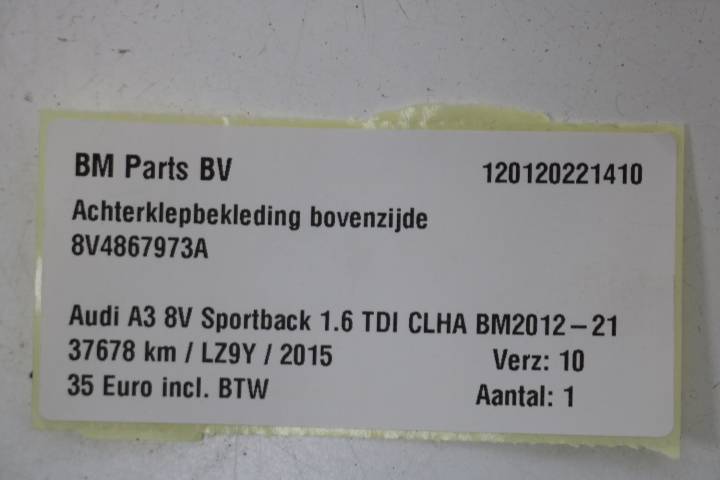 BM Parts BV 120120221410
Achterklepbekleding bovenzijde
8V4867973A
Audi A3 8V Sportback 1.6 TDI CLHA BM2012-21
37678 km / LZ9Y / 2015 Verz: 10
35 Euro incl. BTW Aantal: 1